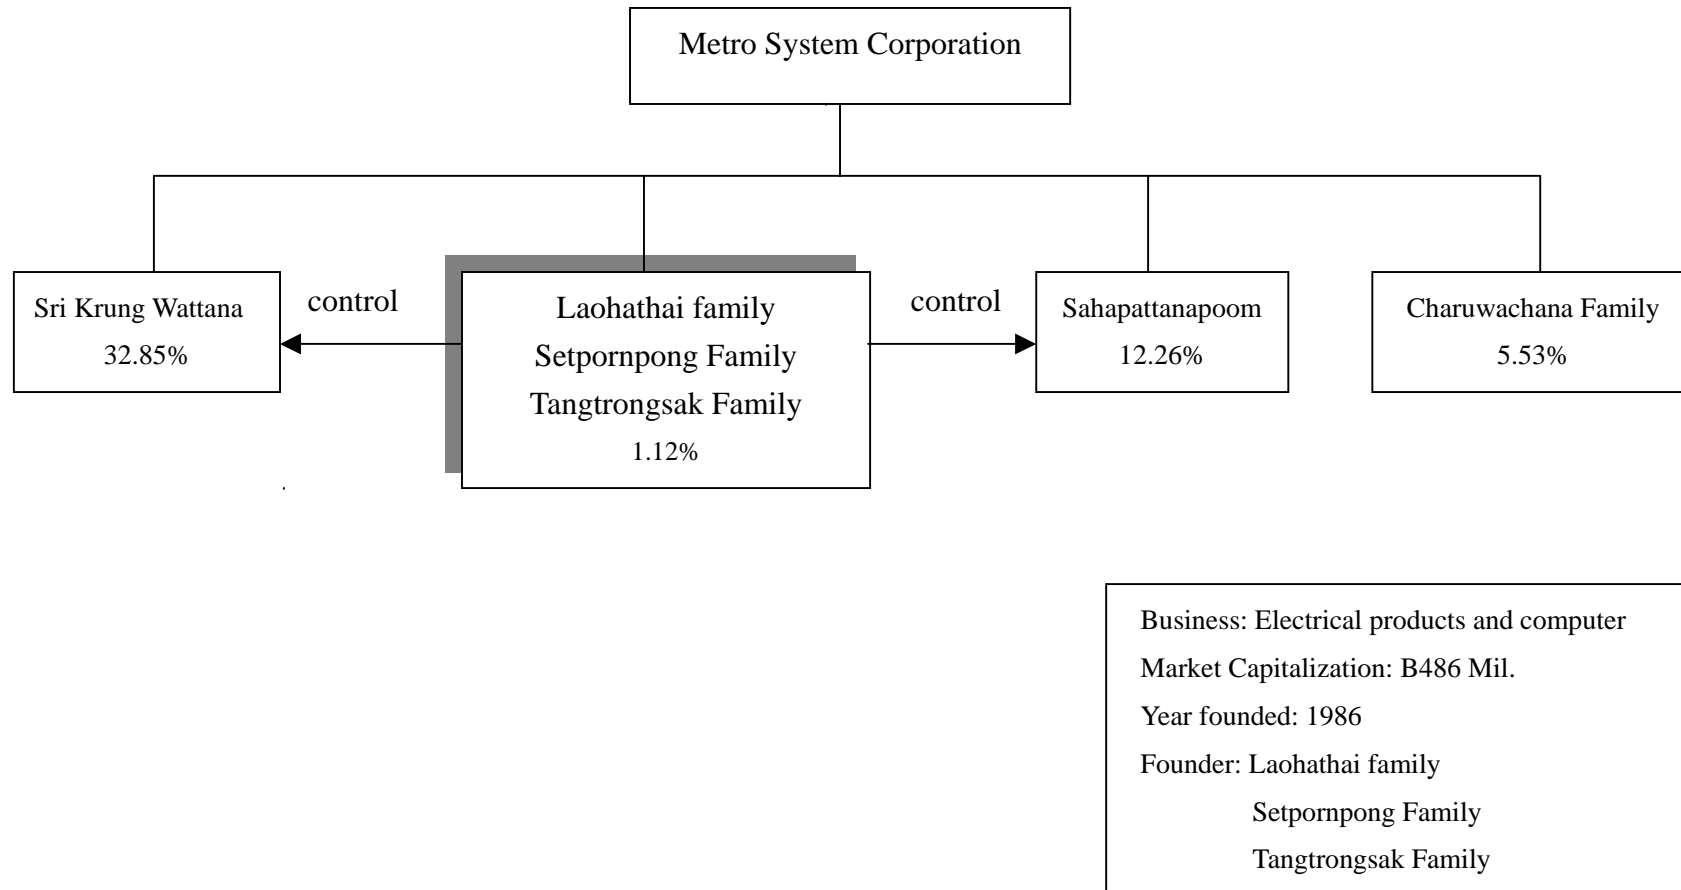 Metro System Corporation
Sri Krung Wattana
32.85%
control
Laohathai family
Setpornpong Family
Tangtrongsak Family
1.12%
control
Sahapattanapoom
12.26%
Charuwachana Family
5.53%
Business: Electrical products and computer
Market Capitalization: B486 Mil.
Year founded: 1986
Founder: Laohathai family
Setpornpong Family
Tangtrongsak Family